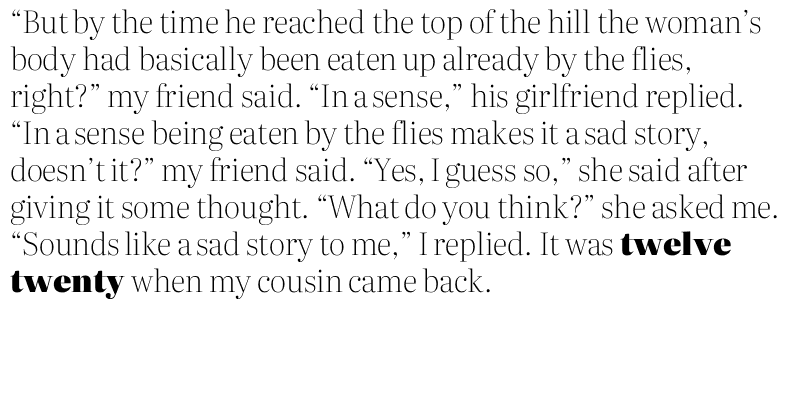 “But by the time he reached the top of the hill the woman’s
body had basically been eaten up already by the flies,
right?” my friend said. “In a sense,” his girlfriend replied.
“In a sense being eaten by the flies makes it a sad story,
doesn’t it?” my friend said. “Yes, I guess so,” she said after
giving it some thought. “What do you think?” she asked me.
“Sounds like a sad story to me,” I replied. It was twelve
twenty when my cousin came back.